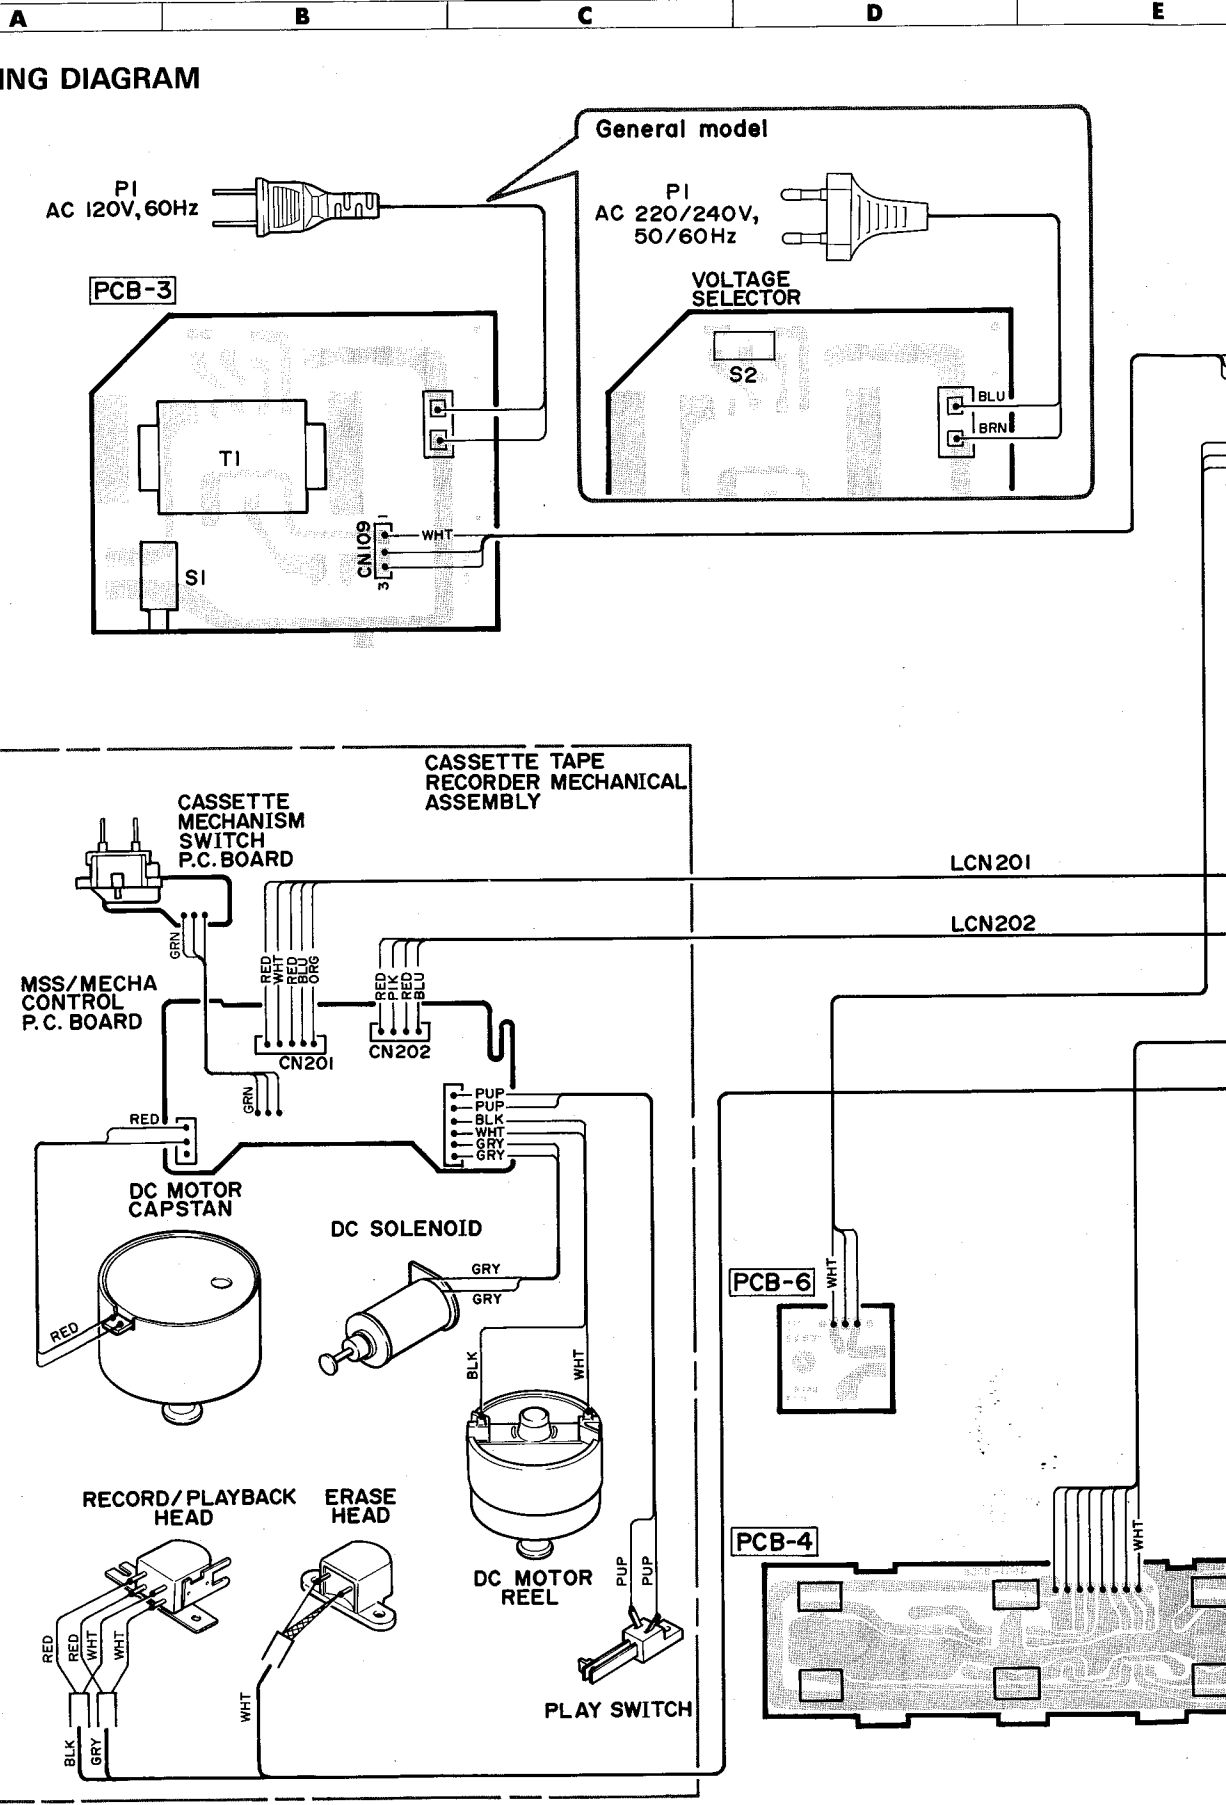 A B C D E
ING DIAGRAM
General model
P1
AC 120V, 60Hz
P1
AC 220/240V,
50/60Hz
PCB-3
VOLTAGE
SELECTOR
S2
BLU
BRN
T1
CN109
1
WHT
3
S1
CASSETTE TAPE
RECORDER MECHANICAL
ASSEMBLY
CASSETTE
MECHANISM
SWITCH
P.C. BOARD
LCN201
LCN202
GRN
RED
WHT
RED
BLU
ORG
RED
PIK
RED
BLU
MSS/MECHA
CONTROL
P.C. BOARD
CN201
CN202
GRN
PUP
PUP
BLK
WHT
GRY
GRY
RED
DC MOTOR
CAPSTAN
DC SOLENOID
GRY
GRY
RED
BLK
WHT
PCB-6
WHT
RECORD/PLAYBACK
HEAD
ERASE
HEAD
DC MOTOR
REEL
PUP
PUP
PCB-4
WHT
RED
RED
WHT
WHT
WHT
BLK
GRY
PLAY SWITCH